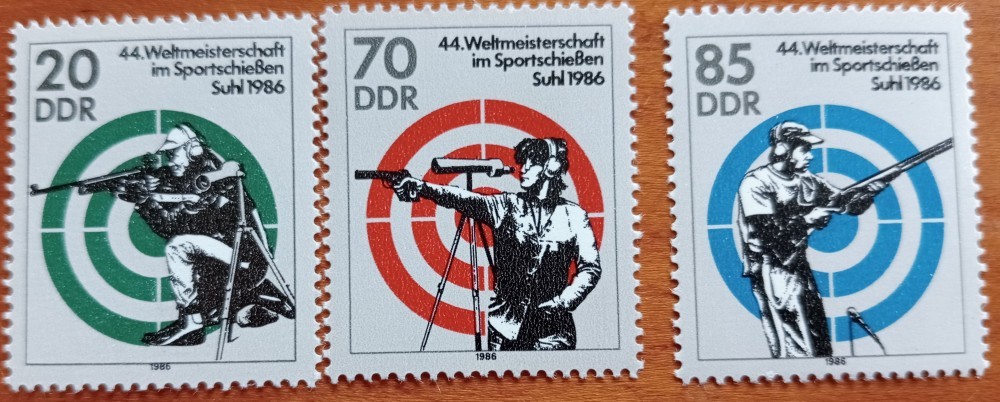 20
DDR
44.Weltmeisterschaft
im Sportschießen
Suhl 1986
1986
70
DDR
44.Weltmeisterschaft
im Sportschießen
Suhl 1986
1986
85
DDR
44.Weltmeisterschaft
im Sportschießen
Suhl 1986
1986